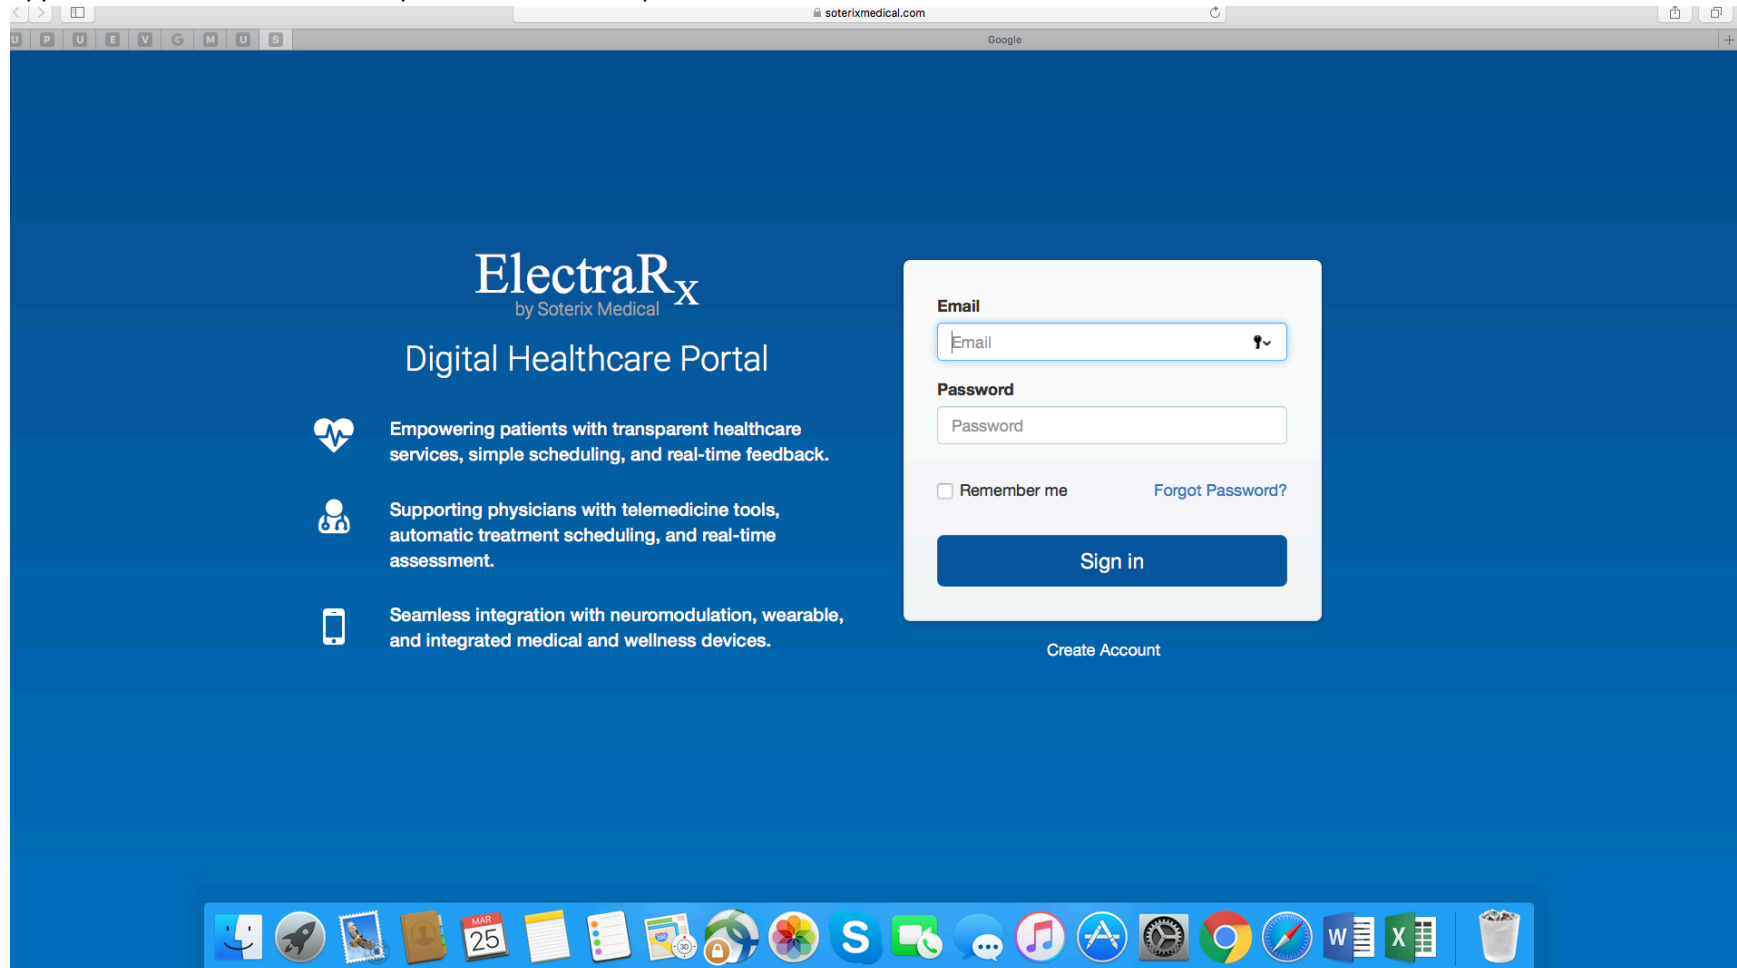 soterixmedical.com
U P U E V G M U S
Google
ElectraRx
by Soterix Medical
Digital Healthcare Portal
Empowering patients with transparent healthcare
services, simple scheduling, and real-time feedback.
Supporting physicians with telemedicine tools,
automatic treatment scheduling, and real-time
assessment.
Seamless integration with neuromodulation, wearable,
and integrated medical and wellness devices.
Email
Email
Password
Password
Remember me
Forgot Password?
Sign in
Create Account
MAR
25
3D
S
W
X